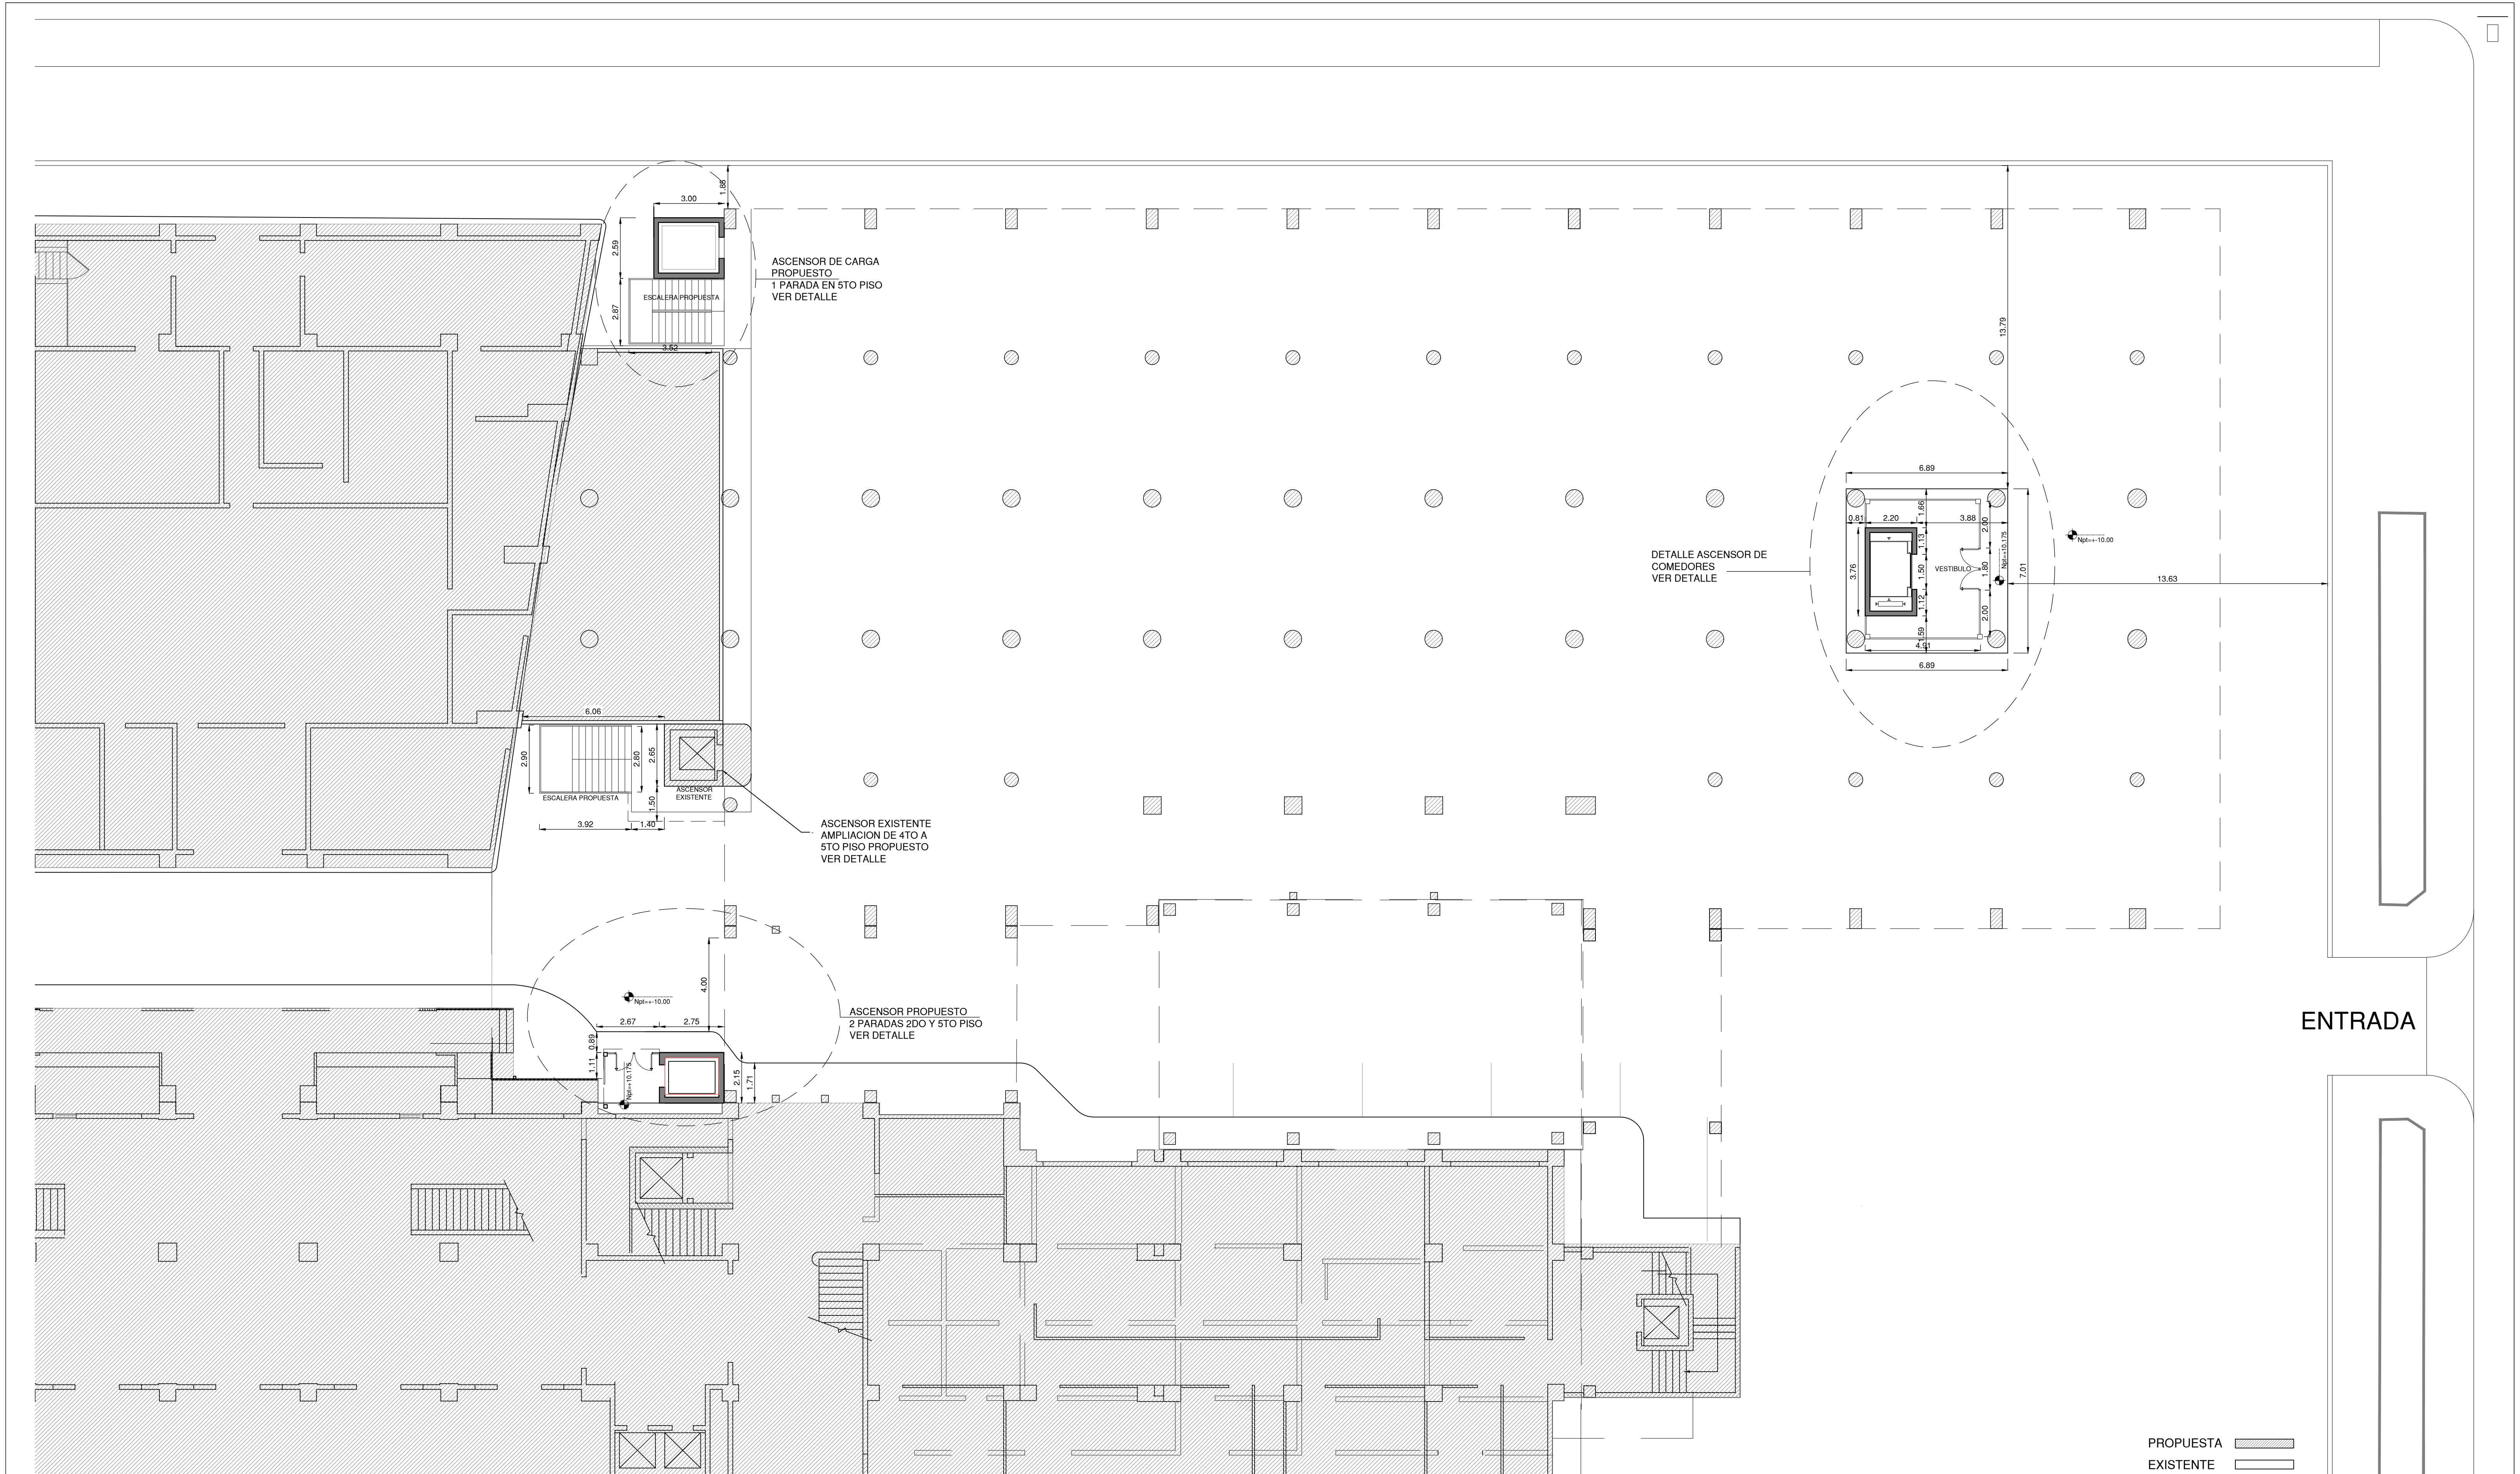 1.85
3.00
2.59
ASCENSOR DE CARGA
PROPUESTO
1 PARADA EN 5TO PISO
VER DETALLE
ESCALERA PROPUESTA
2.87
3.52
13.79
6.89
1.66
0.81
2.20
3.88
2.00
1.13
Npt=+10.175
Npt=+-10.00
DETALLE ASCENSOR DE
COMEDORES
VER DETALLE
3.76
1.50
VESTIBULO
1.80
7.01
13.63
1.12
2.00
1.59
4.91
6.89
6.06
2.90
2.80
2.65
ASCENSOR
EXISTENTE
ESCALERA PROPUESTA
1.50
3.92
1.40
ASCENSOR EXISTENTE
AMPLIACION DE 4TO A
5TO PISO PROPUESTO
VER DETALLE
4.00
Npt=+-10.00
ASCENSOR PROPUESTO
2 PARADAS 2DO Y 5TO PISO
VER DETALLE
2.67
2.75
0.89
1.11
Npt=+10.175
2.15
1.71
ENTRADA
PROPUESTA
EXISTENTE